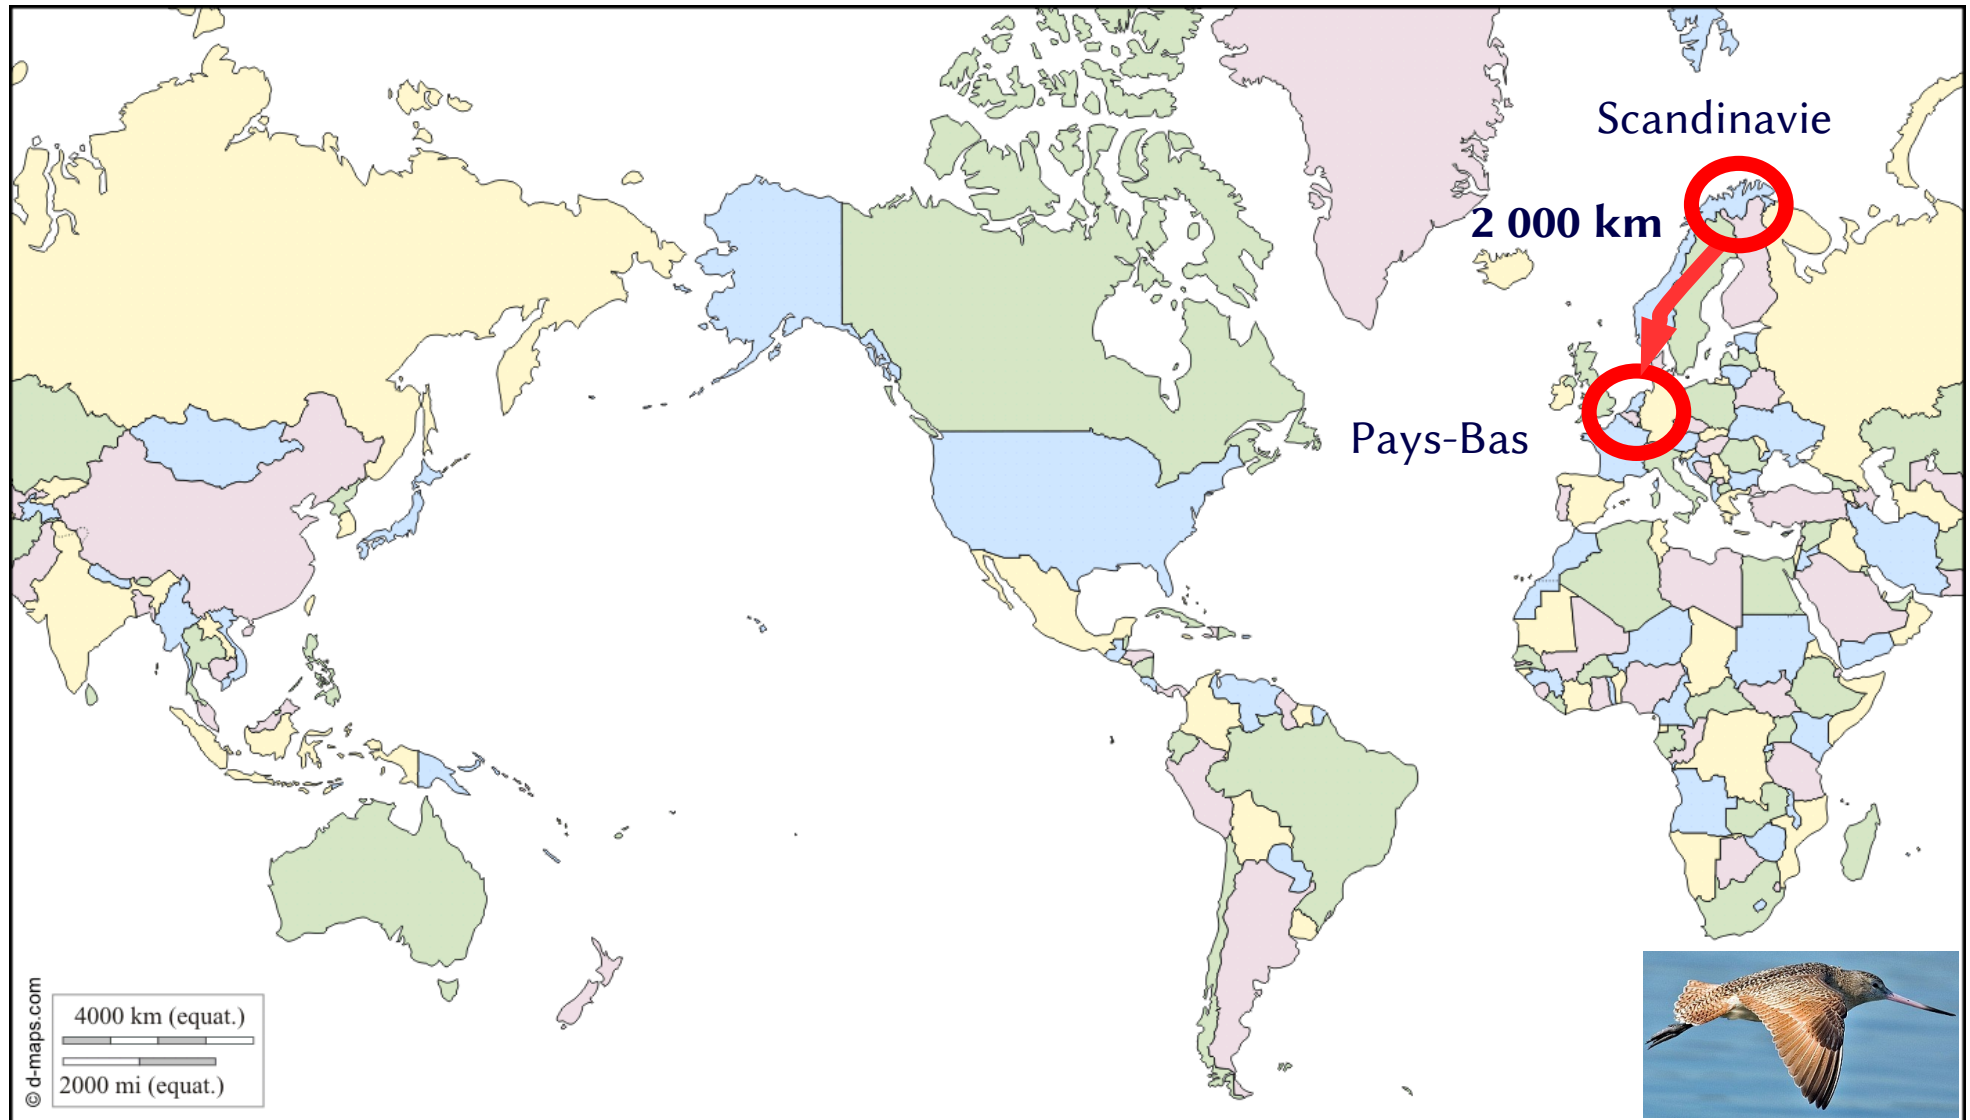 Scandinavie
2 000 km
Pays-Bas
4000 km (equat.)
2000 mi (equat.)
© d-maps.com